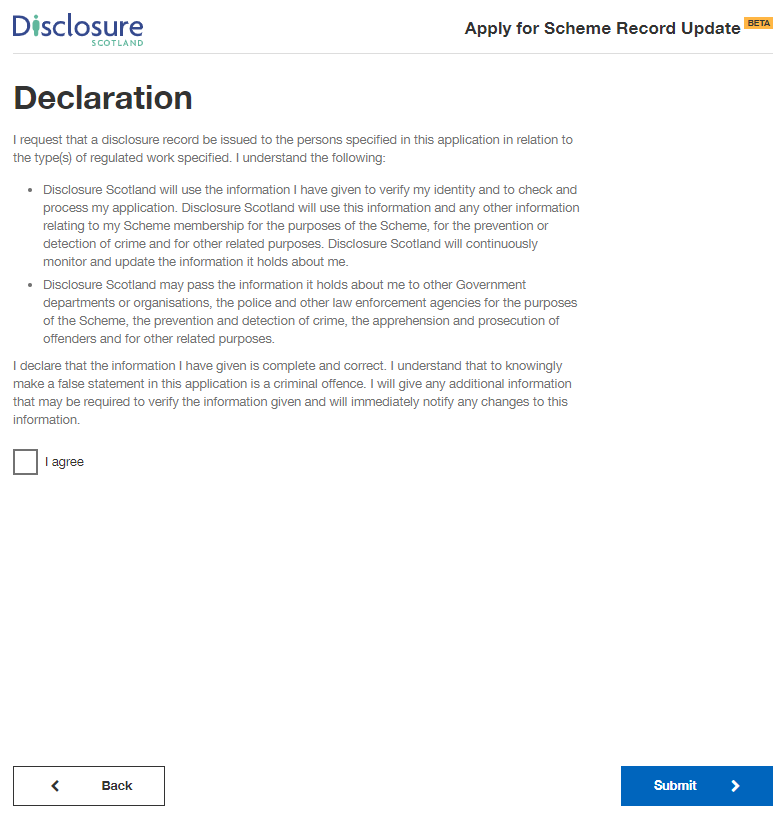 Disclosure
SCOTLAND
Apply for Scheme Record Update BETA
Declaration
I request that a disclosure record be issued to the persons specified in this application in relation to
the type(s) of regulated work specified. I understand the following:
• Disclosure Scotland will use the information I have given to verify my identity and to check and
process my application. Disclosure Scotland will use this information and any other information
relating to my Scheme membership for the purposes of the Scheme, for the prevention or
detection of crime and for other related purposes. Disclosure Scotland will continuously
monitor and update the information it holds about me.
• Disclosure Scotland may pass the information it holds about me to other Government
departments or organisations, the police and other law enforcement agencies for the purposes
of the Scheme, the prevention and detection of crime, the apprehension and prosecution of
offenders and for other related purposes.
I declare that the information I have given is complete and correct. I understand that to knowingly
make a false statement in this application is a criminal offence. I will give any additional information
that may be required to verify the information given and will immediately notify any changes to this
information.
I agree
Back
Submit